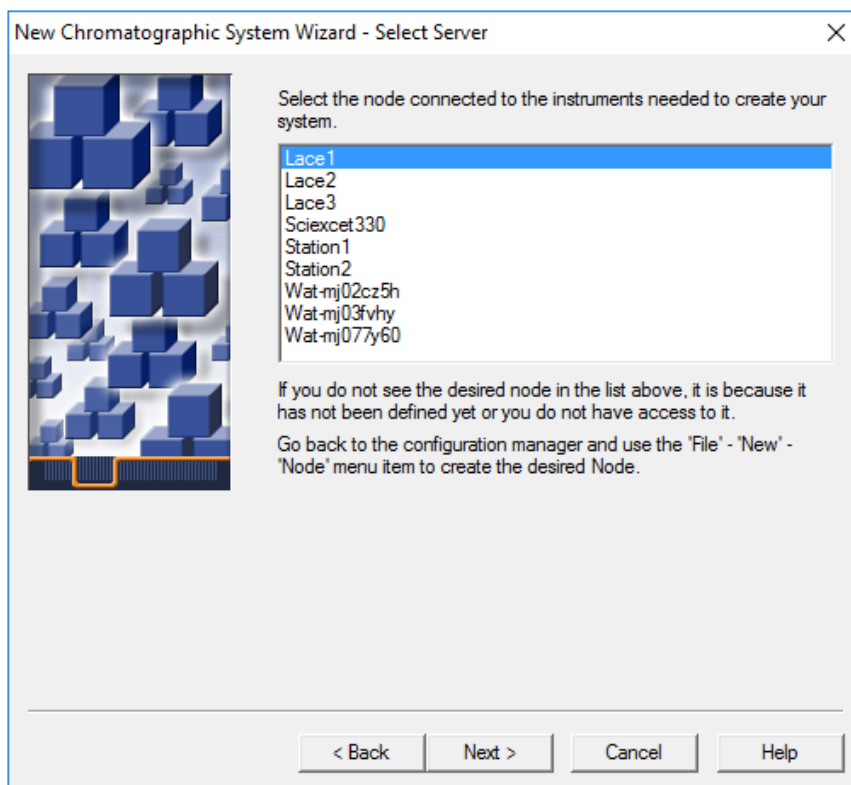 New Chromatographic System Wizard - Select Server
Select the node connected to the instruments needed to create your
system.
Lace1
Lace2
Lace3
Sciexcet330
Station1
Station2
Wat-mj02cz5h
Wat-mj03fvhy
Wat-mj077y60
If you do not see the desired node in the list above, it is because it
has not been defined yet or you do not have access to it.
Go back to the configuration manager and use the 'File' - 'New' -
'Node' menu item to create the desired Node.
< Back Next > Cancel Help